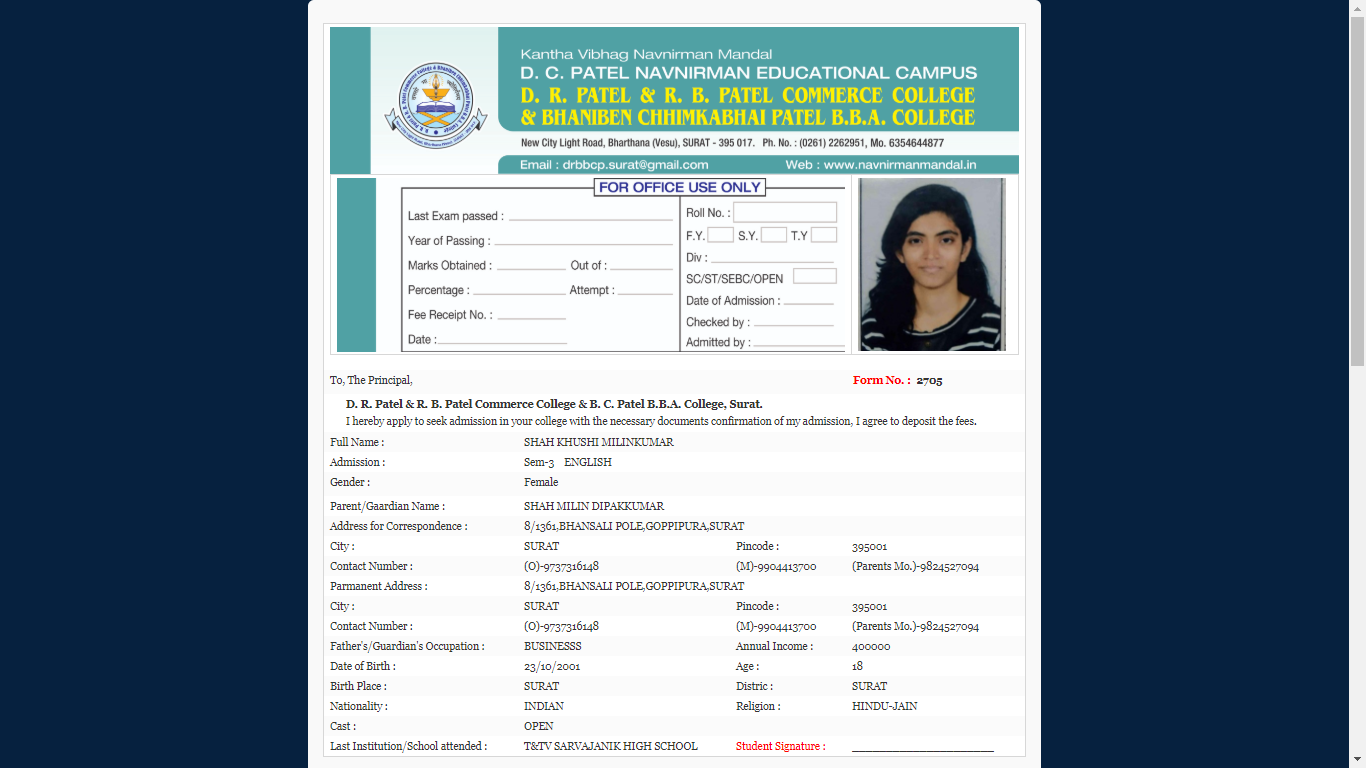 Kantha Vibhag Navnirman Mandal
D. C. PATEL NAVNIRMAN EDUCATIONAL CAMPUS
D. R. PATEL & R. B. PATEL COMMERCE COLLEGE
& BHANIBEN CHHIMKABHAI PATEL B.B.A. COLLEGE
New City Light Road, Bharthana (Vesu), SURAT - 395 017. Ph. No. : (0261) 2262951, Mo. 6354644877
Email : drbbcp.surat@gmail.com Web : www.navnirmanmandal.in
FOR OFFICE USE ONLY
Last Exam passed :
Year of Passing :
Marks Obtained : Out of :
Percentage : Attempt :
Fee Receipt No. :
Date :
Roll No. :
F.Y. S.Y. T.Y
Div :
SC/ST/SEBC/OPEN
Date of Admission :
Checked by :
Admitted by :
To, The Principal, Form No. : 2705
D. R. Patel & R. B. Patel Commerce College & B. C. Patel B.B.A. College, Surat.
I hereby apply to seek admission in your college with the necessary documents confirmation of my admission, I agree to deposit the fees.
Full Name : SHAH KHUSHI MILINKUMAR
Admission : Sem-3 ENGLISH
Gender : Female
Parent/Gaardian Name : SHAH MILIN DIPAKKUMAR
Address for Correspondence : 8/1361,BHANSALI POLE,GOPPIPURA,SURAT
City : SURAT Pincode : 395001
Contact Number : (O)-9737316148 (M)-9904413700 (Parents Mo.)-9824527094
Parmanent Address : 8/1361,BHANSALI POLE,GOPPIPURA,SURAT
City : SURAT Pincode : 395001
Contact Number : (O)-9737316148 (M)-9904413700 (Parents Mo.)-9824527094
Father's/Guardian's Occupation : BUSINESSS Annual Income : 400000
Date of Birth : 23/10/2001 Age : 18
Birth Place : SURAT Distric : SURAT
Nationality : INDIAN Religion : HINDU-JAIN
Cast : OPEN
Last Institution/School attended : T&TV SARVAJANIK HIGH SCHOOL Student Signature :